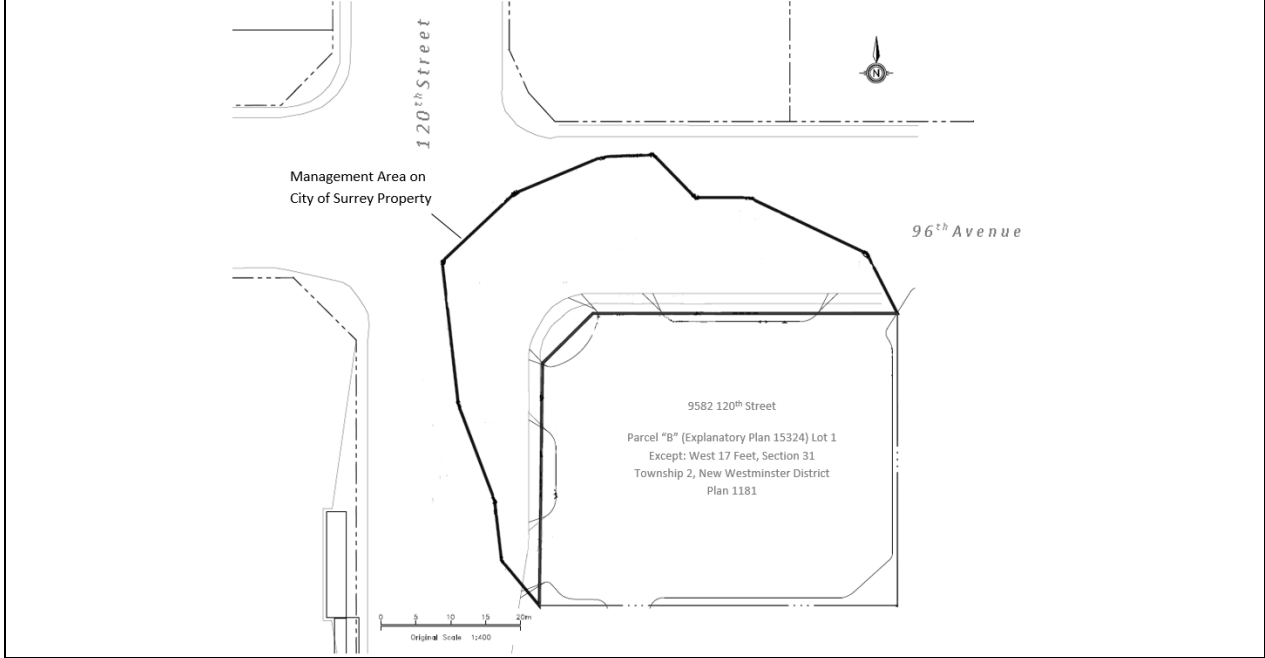 120th Street
N
Management Area on
City of Surrey Property
96th Avenue
9582 120th Street
Parcel “B” (Explanatory Plan 15324) Lot 1
Except: West 17 Feet, Section 31
Township 2, New Westminster District
Plan 1181
0 5 10 15 20m
Original Scale 1:400